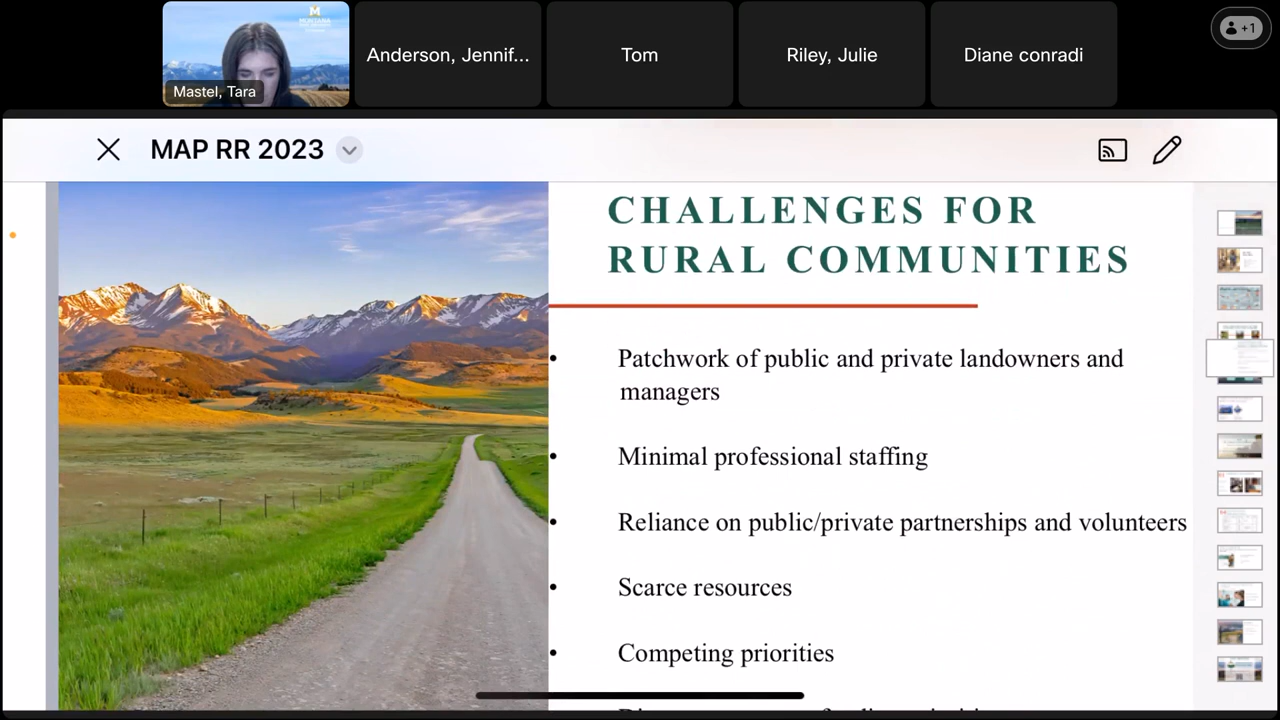 MONTANA
Mastel, Tara
Anderson, Jennif...
Tom
Riley, Julie
Diane conradi
+1
MAP RR 2023
CHALLENGES FOR
RURAL COMMUNITIES
• Patchwork of public and private landowners and
managers
• Minimal professional staffing
• Reliance on public/private partnerships and volunteers
• Scarce resources
• Competing priorities